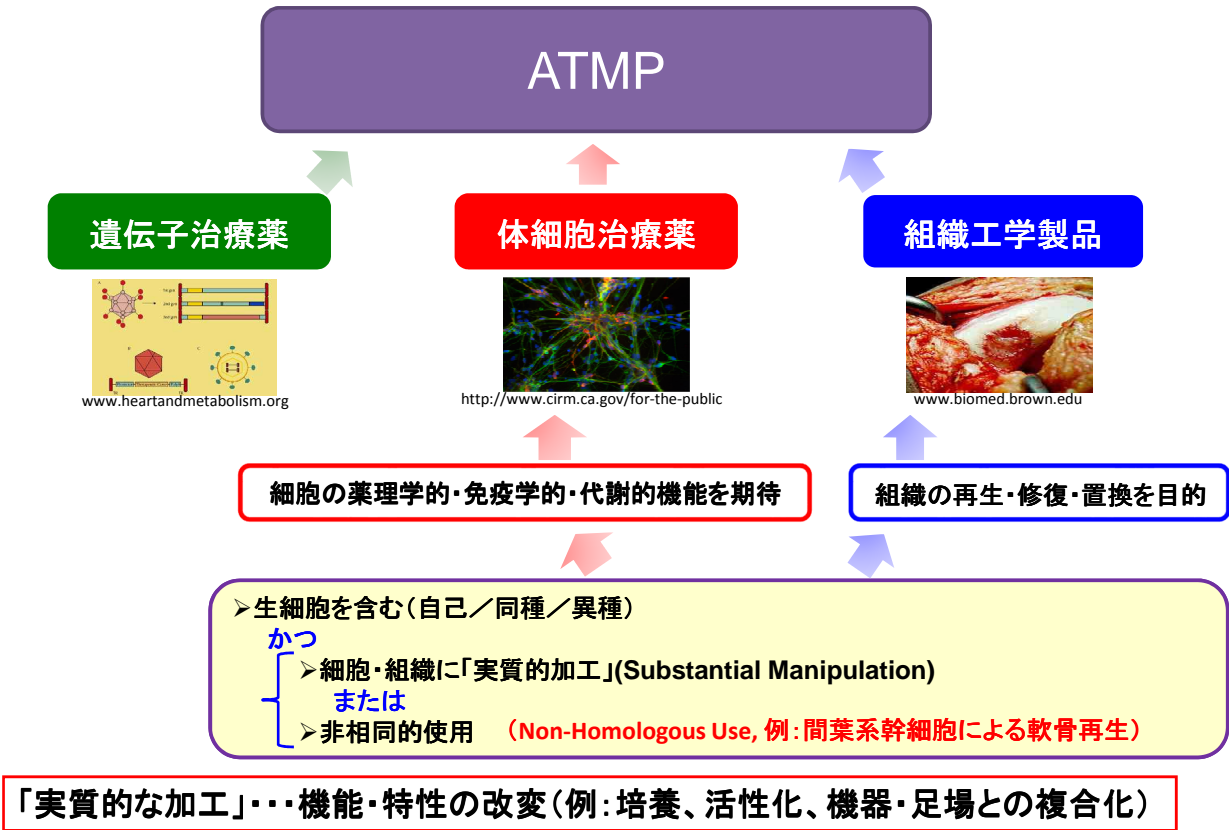 ATMP
遺伝子治療薬
体細胞治療薬
組織工学製品
www.heartandmetabolism.org
http://www.cirm.ca.gov/for-the-public
www.biomed.brown.edu
細胞の薬理学的・免疫学的・代謝的機能を期待
組織の再生・修復・置換を目的
➢生細胞を含む（自己／同種／異種）
かつ
➢細胞・組織に「実質的加工」(Substantial Manipulation)
または
➢非相同的使用 （Non-Homologous Use, 例：間葉系幹細胞による軟骨再生）
「実質的な加工」・・・機能・特性の改変（例：培養、活性化、機器・足場との複合化）